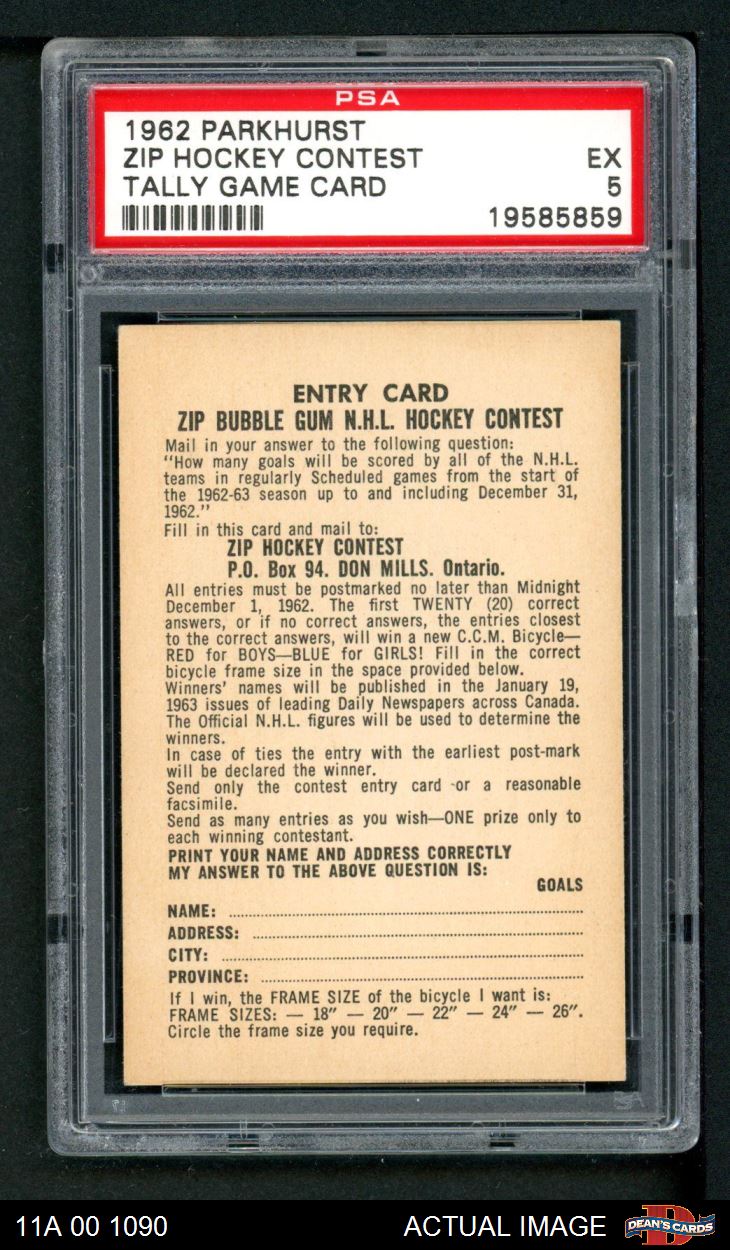 PSA
1962 PARKHURST
ZIP HOCKEY CONTEST EX
TALLY GAME CARD 5
19585859
ENTRY CARD
ZIP BUBBLE GUM N.H.L. HOCKEY CONTEST
Mail in your answer to the following question:
"How many goals will be scored by all of the N.H.L.
teams in regularly Scheduled games from the start of
the 1962-63 season up to and including December 31,
1962."
Fill in this card and mail to:
ZIP HOCKEY CONTEST
P.O. Box 94. DON MILLS. Ontario.
All entries must be postmarked no later than Midnight
December 1, 1962. The first TWENTY (20) correct
answers, or if no correct answers, the entries closest
to the correct answers, will win a new C.C.M. Bicycle—
RED for BOYS—BLUE for GIRLS! Fill in the correct
bicycle frame size in the space provided below.
Winners' names will be published in the January 19,
1963 issues of leading Daily Newspapers across Canada.
The Official N.H.L. figures will be used to determine the
winners.
In case of ties the entry with the earliest post-mark
will be declared the winner.
Send only the contest entry card or a reasonable
facsimile.
Send as many entries as you wish—ONE prize only to
each winning contestant.
PRINT YOUR NAME AND ADDRESS CORRECTLY
MY ANSWER TO THE ABOVE QUESTION IS:
GOALS
NAME:
ADDRESS:
CITY:
PROVINCE:
If I win, the FRAME SIZE of the bicycle I want is:
FRAME SIZES: — 18" — 20" — 22" — 24" — 26".
Circle the frame size you require.
11A 00 1090 ACTUAL IMAGE DEAN'S CARDS